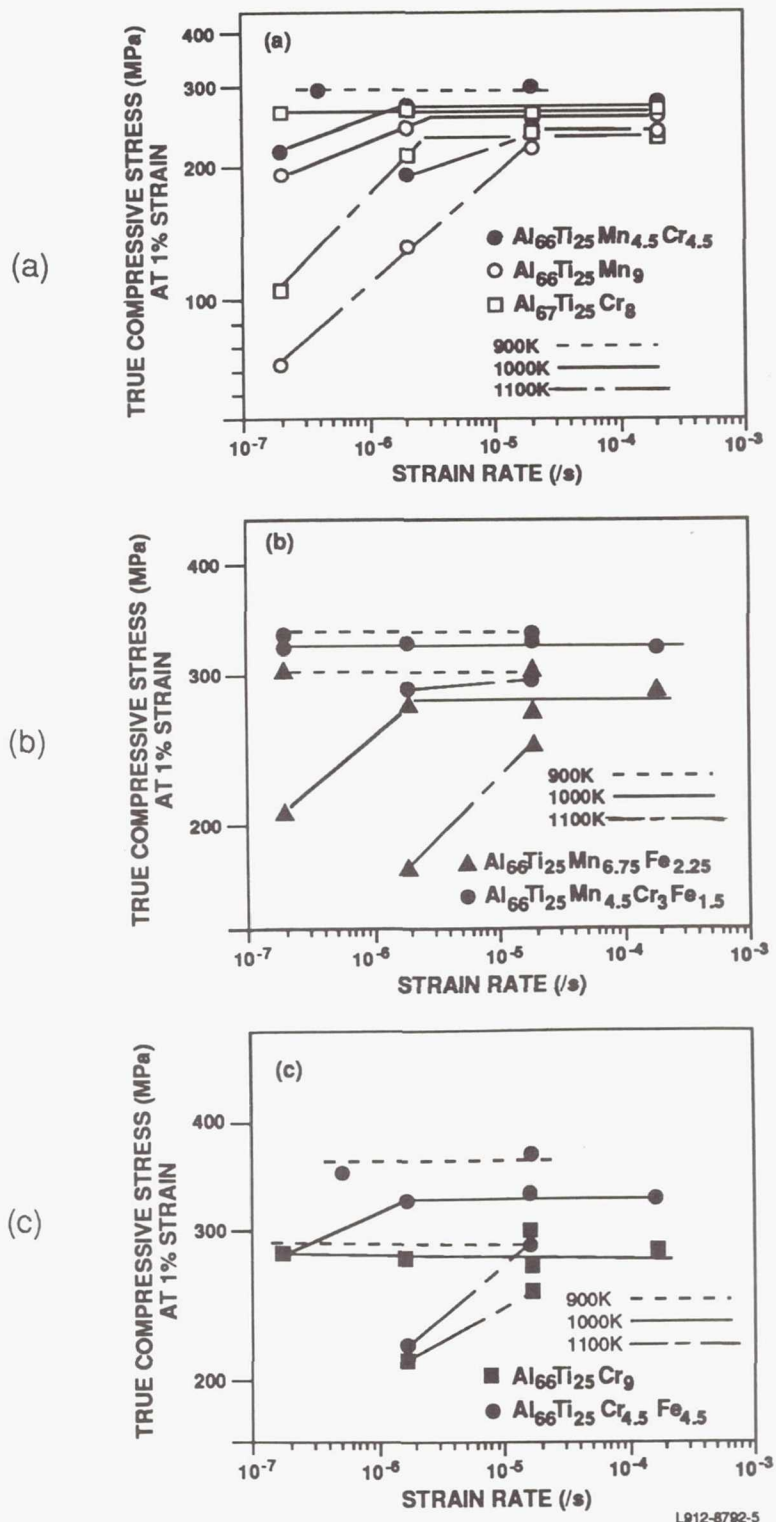 (a)
TRUE COMPRESSIVE STRESS (MPa)
AT 1% STRAIN
400
300
200
100
(a)
● Al66Ti25Mn4.5Cr4.5
○ Al66Ti25Mn9
□ Al67Ti25Cr8
900K
1000K
1100K
10-7
10-6
10-5
10-4
10-3
STRAIN RATE (/s)
(b)
TRUE COMPRESSIVE STRESS (MPa)
AT 1% STRAIN
400
300
200
(b)
900K
1000K
1100K
▲ Al66Ti25Mn6.75Fe2.25
● Al66Ti25Mn4.5Cr3Fe1.5
10-7
10-6
10-5
10-4
10-3
STRAIN RATE (/s)
(c)
TRUE COMPRESSIVE STRESS (MPa)
AT 1% STRAIN
400
300
200
(c)
900K
1000K
1100K
■ Al66Ti25Cr9
● Al66Ti25Cr4.5Fe4.5
10-7
10-6
10-5
10-4
10-3
STRAIN RATE (/s)
L912-8792-5